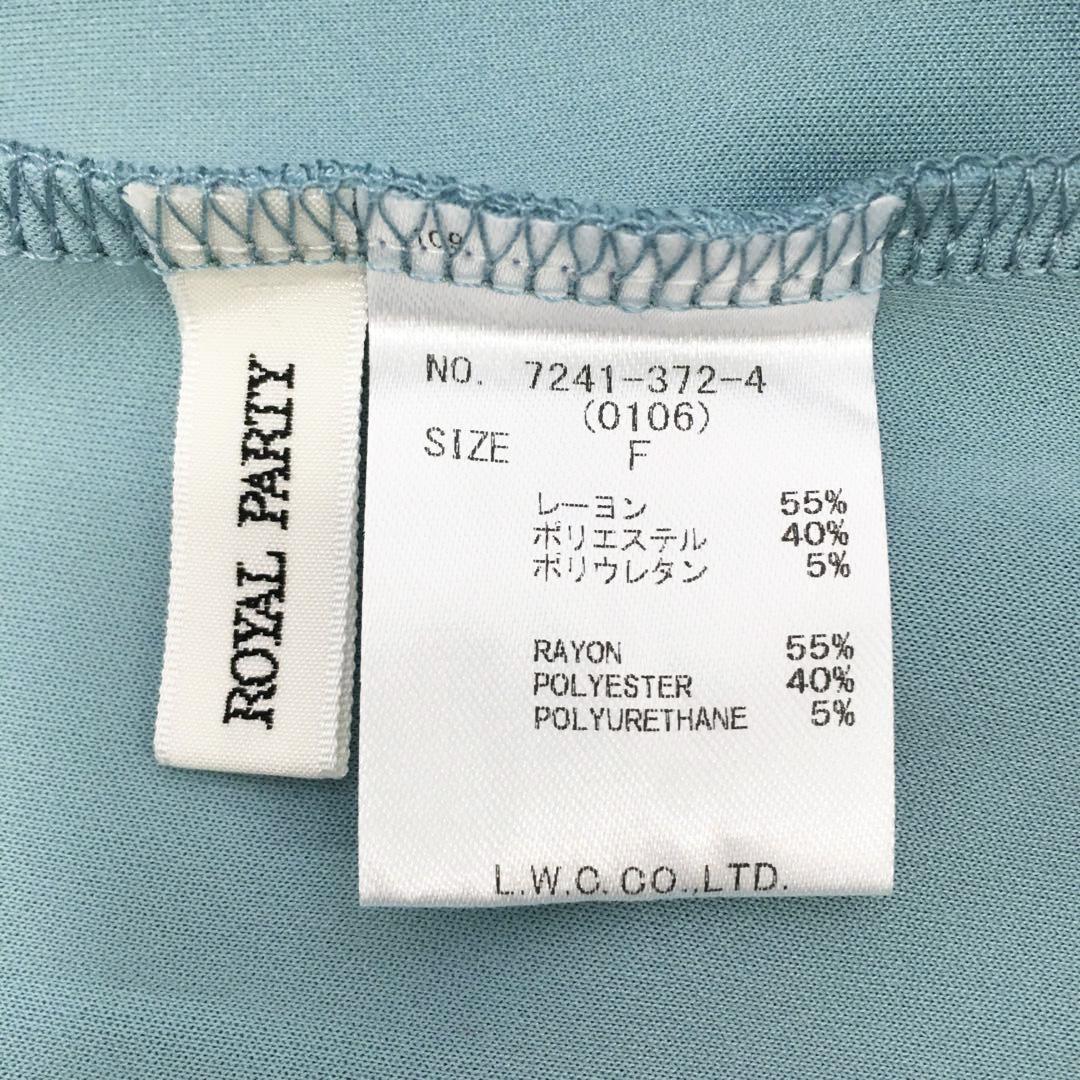 ROYAL PARTY
NO. 7241-372-4
(0106)
SIZE F
レーヨン 55%
ポリエステル 40%
ポリウレタン 5%
RAYON 55%
POLYESTER 40%
POLYURETHANE 5%
L.W.C. CO.,LTD.